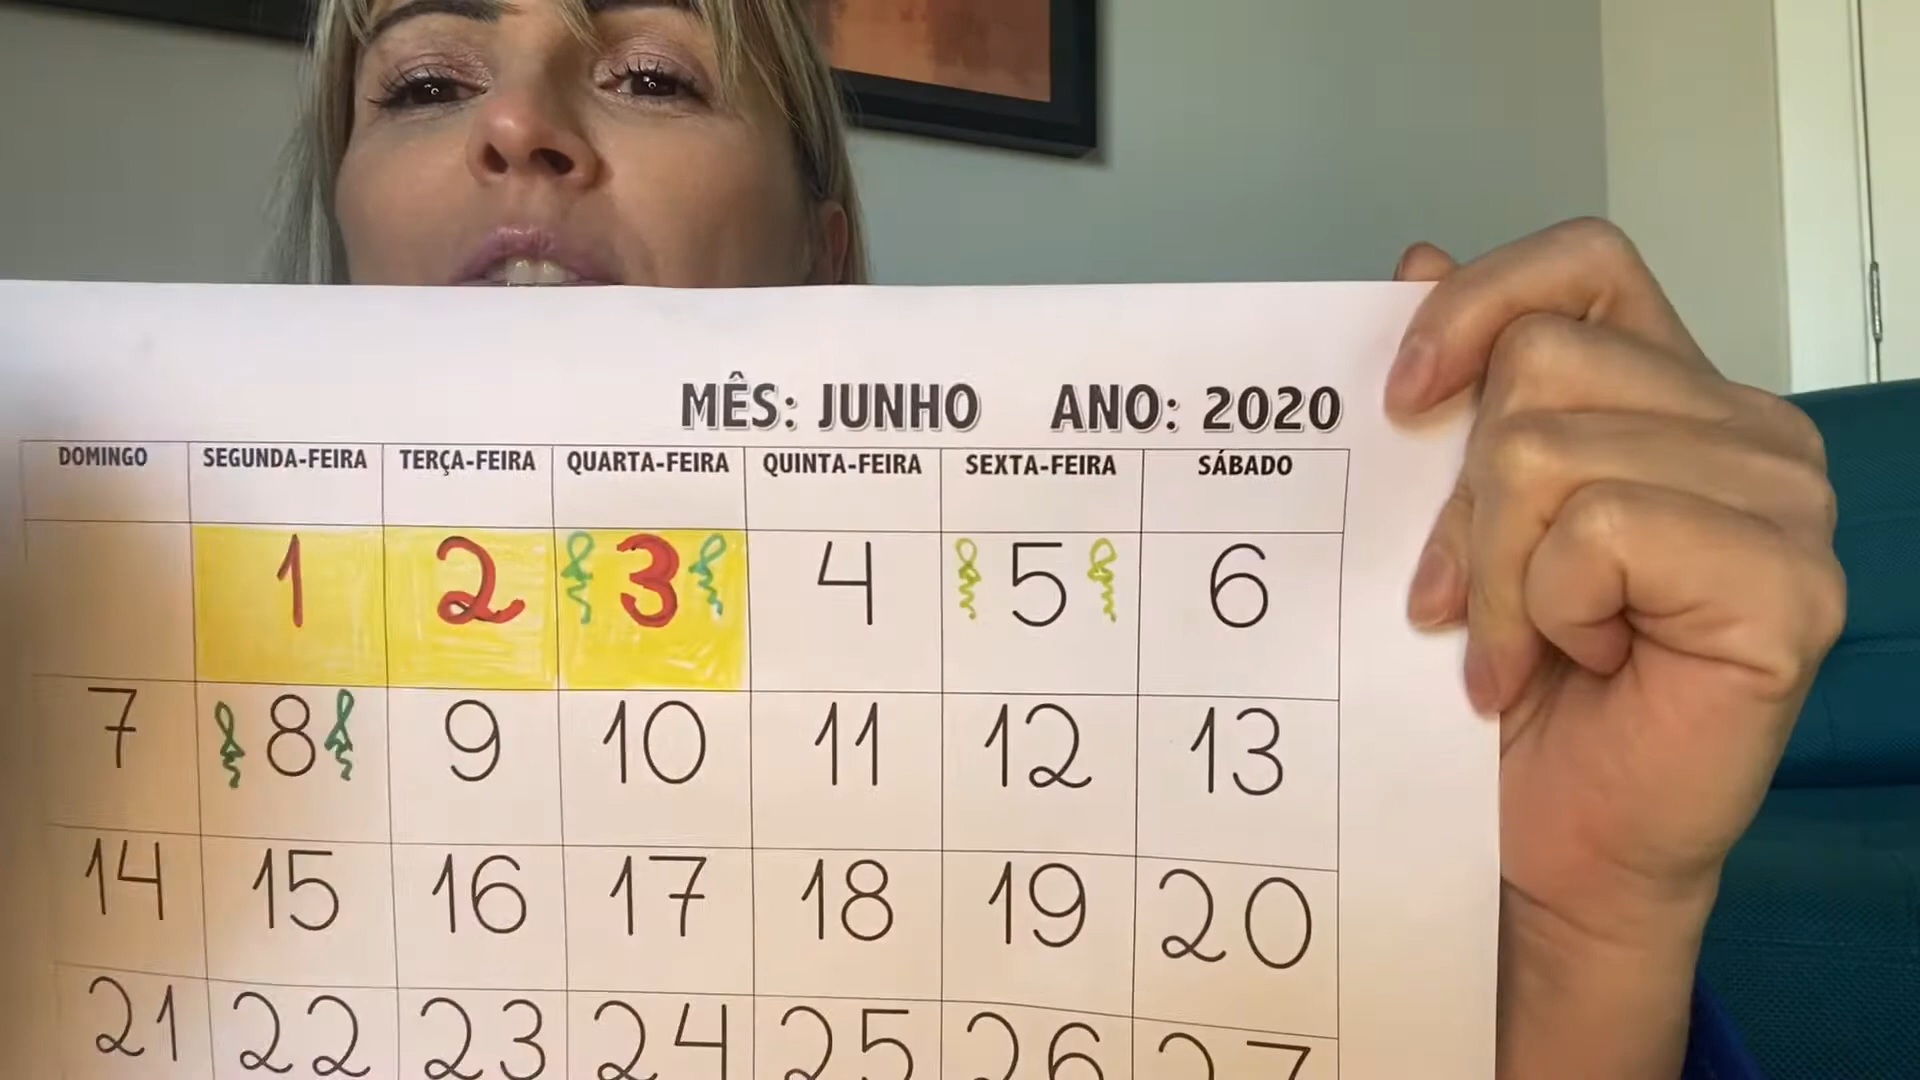 MÊS: JUNHO ANO: 2020
DOMINGO SEGUNDA-FEIRA TERÇA-FEIRA QUARTA-FEIRA QUINTA-FEIRA SEXTA-FEIRA SÁBADO
1 2 3 4 5 6
7 8 9 10 11 12 13
14 15 16 17 18 19 20
21 22 23 24 25 26 27